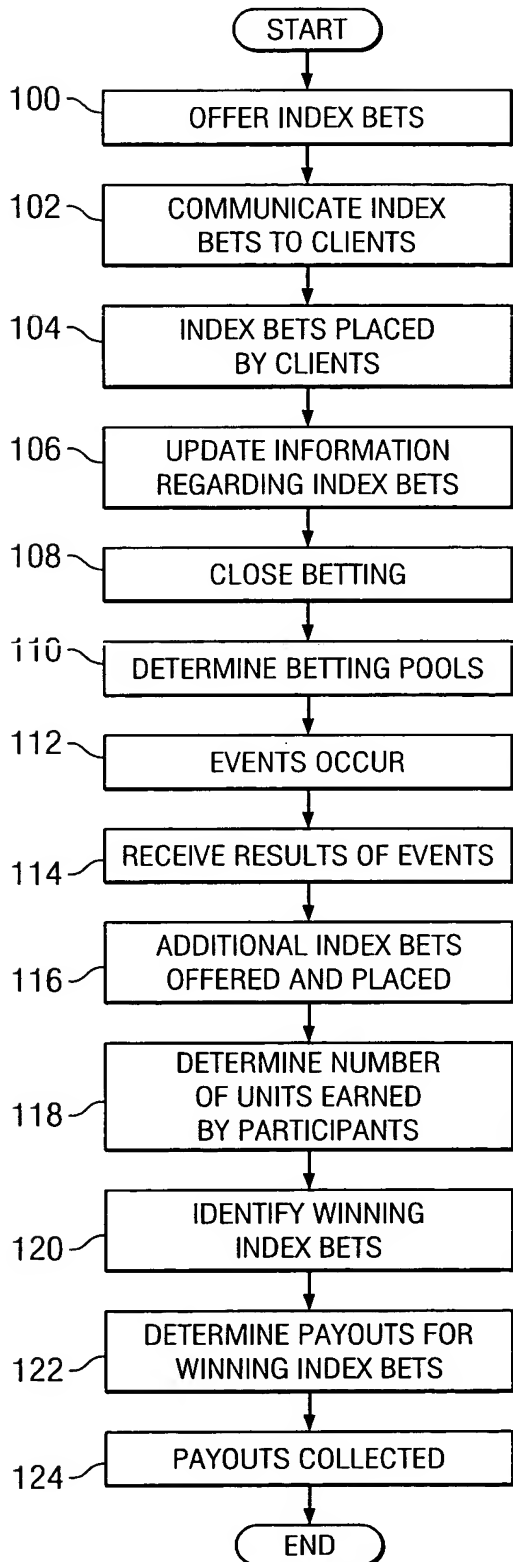 START
100
OFFER INDEX BETS
102
COMMUNICATE INDEX
BETS TO CLIENTS
104
INDEX BETS PLACED
BY CLIENTS
106
UPDATE INFORMATION
REGARDING INDEX BETS
108
CLOSE BETTING
110
DETERMINE BETTING POOLS
112
EVENTS OCCUR
114
RECEIVE RESULTS OF EVENTS
116
ADDITIONAL INDEX BETS
OFFERED AND PLACED
118
DETERMINE NUMBER
OF UNITS EARNED
BY PARTICIPANTS
120
IDENTIFY WINNING
INDEX BETS
122
DETERMINE PAYOUTS FOR
WINNING INDEX BETS
124
PAYOUTS COLLECTED
END